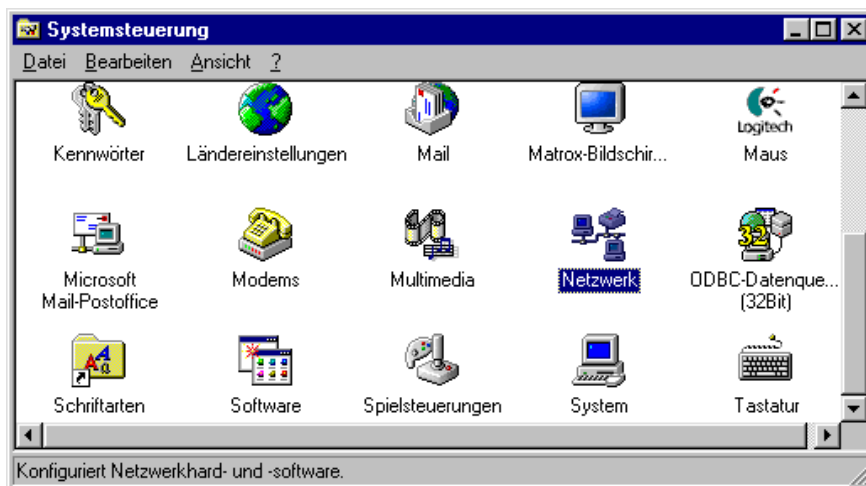 Systemsteuerung
Datei Bearbeiten Ansicht ?
Logitech
Kennwörter Ländereinstellungen Mail Matrox-Bildschir... Maus
32
Microsoft Modems Multimedia Netzwerk ODBC-Datenque...
Mail-Postoffice (32Bit)
Schriftarten Software Spielsteuerungen System Tastatur
Konfiguriert Netzwerkhard- und -software.